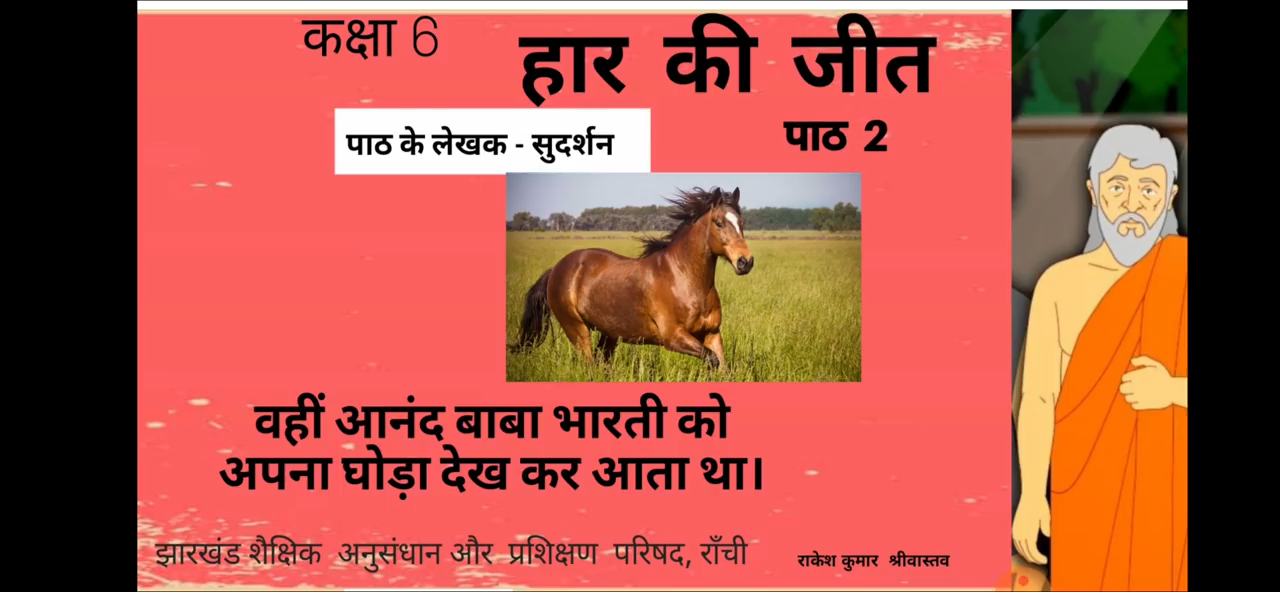 कक्षा 6
हार की जीत
पाठ 2
पाठ के लेखक - सुदर्शन
वहीं आनंद बाबा भारती को
अपना घोड़ा देख कर आता था।
झारखंड शैक्षिक अनुसंधान और प्रशिक्षण परिषद, राँची
राकेश कुमार श्रीवास्तव